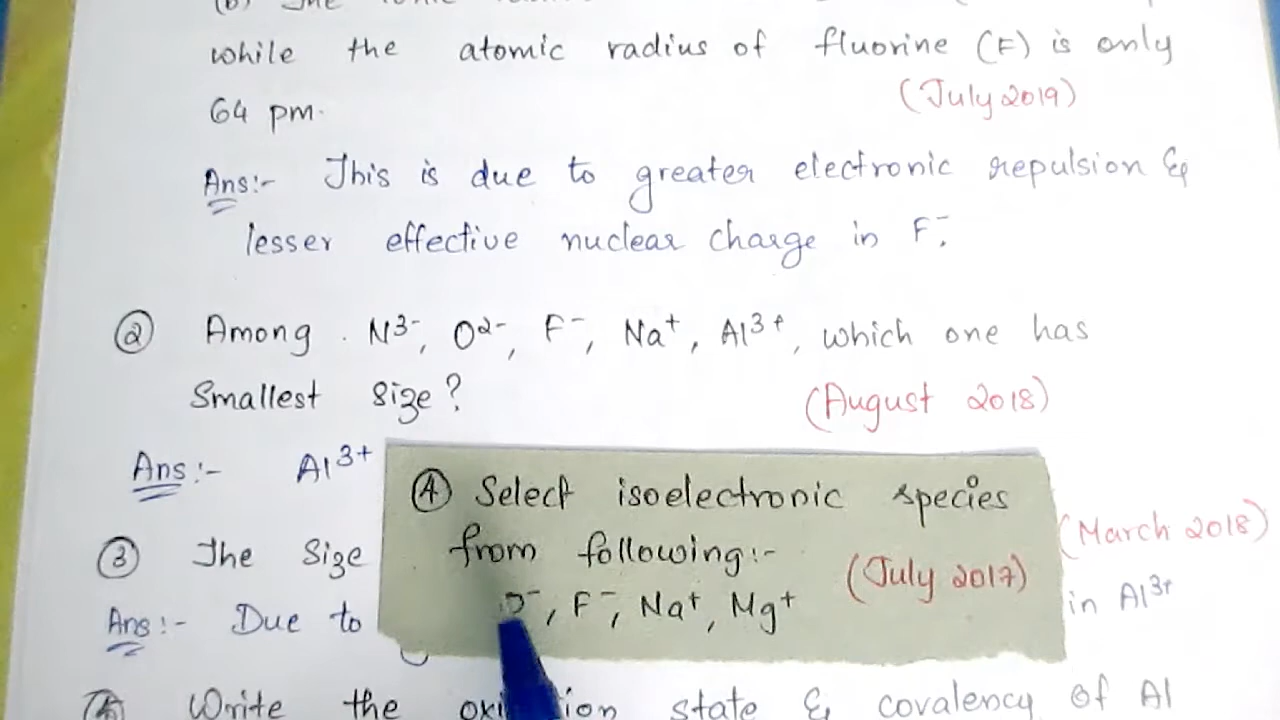 while the atomic radius of fluorine (F) is only
64 pm.
(July 2019)
Ans:- This is due to greater electronic repulsion &
lesser effective nuclear charge in F⁻.
② Among N³⁻, O²⁻, F⁻, Na⁺, Al³⁺, which one has
Smallest size?
(August 2018)
Ans:- Al³⁺
④ Select isoelectronic species
from following:-
(July 2017)
O⁻, F⁻, Na⁺, Mg⁺
(March 2018)
③ The Size
in Al³⁺
Ans:- Due to
Write the state & covalency of Al